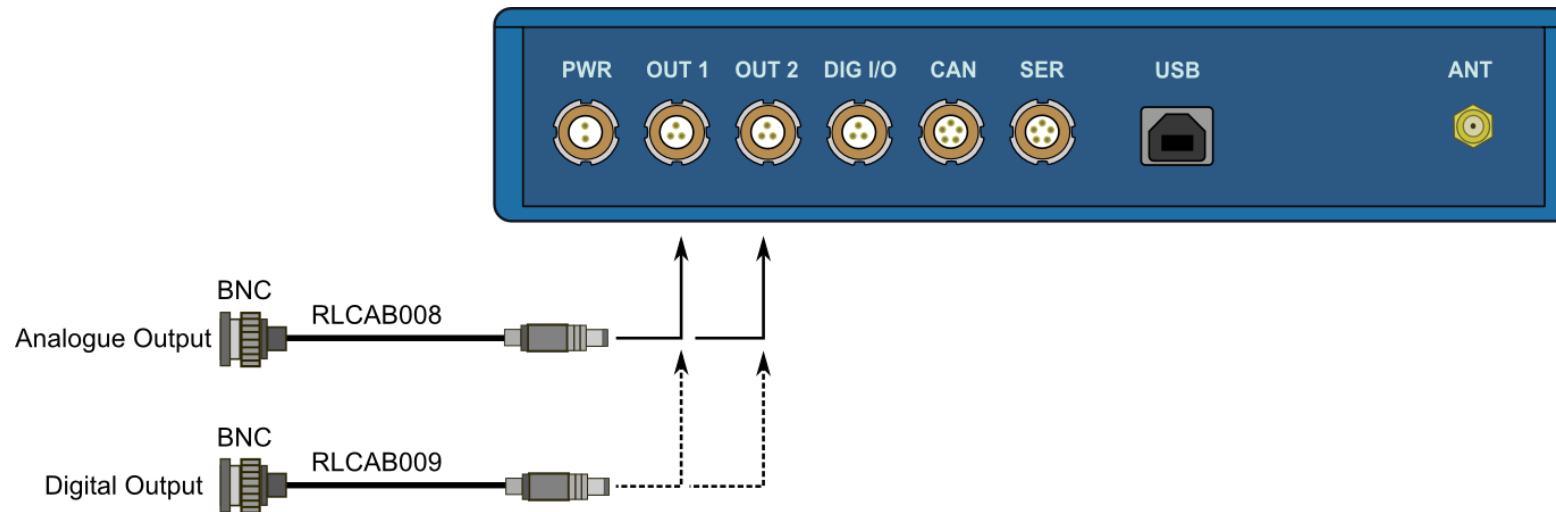 PWR OUT 1 OUT 2 DIG I/O CAN SER USB ANT
BNC
RLCAB008
Analogue Output
BNC
RLCAB009
Digital Output